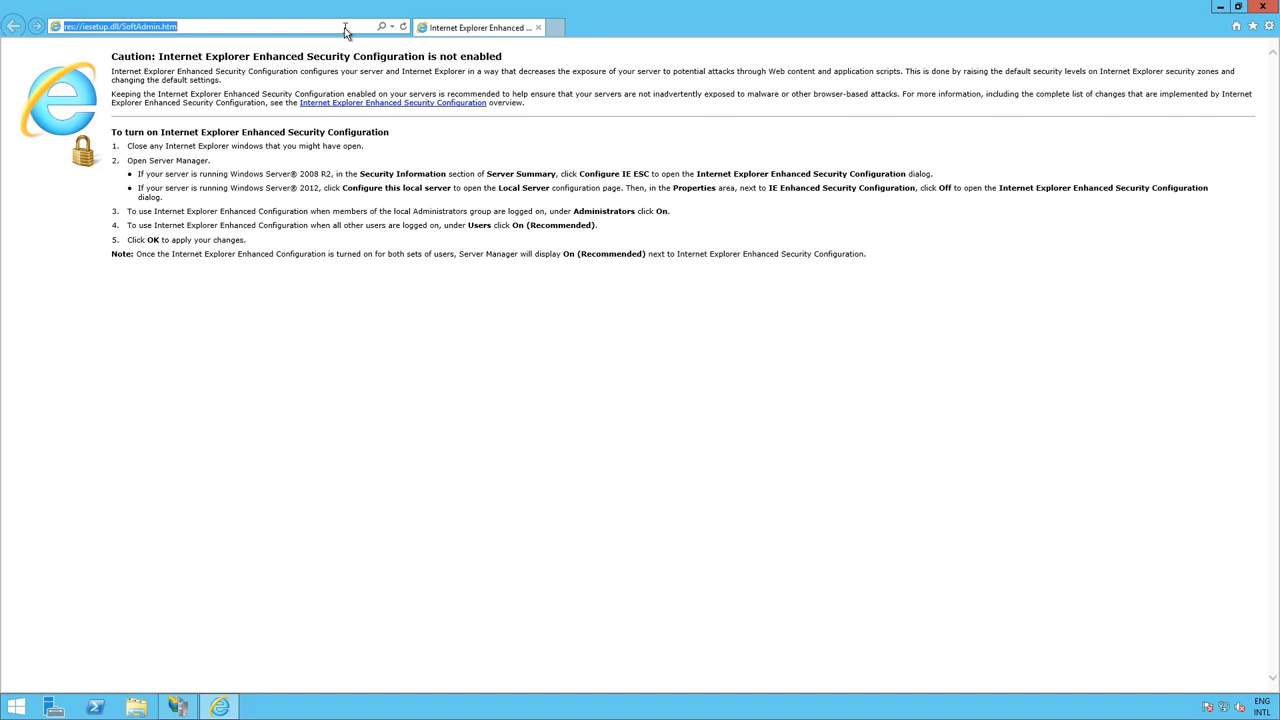 res://iesetup.dll/SoftAdmin.htm
Internet Explorer Enhanced ...
Caution: Internet Explorer Enhanced Security Configuration is not enabled
Internet Explorer Enhanced Security Configuration configures your server and Internet Explorer in a way that decreases the exposure of your server to potential attacks through Web content and application scripts. This is done by raising the default security levels on Internet Explorer security zones and
changing the default settings.
Keeping the Internet Explorer Enhanced Security Configuration enabled on your servers is recommended to help ensure that your servers are not inadvertently exposed to malware or other browser-based attacks. For more information, including the complete list of changes that are implemented by Internet
Explorer Enhanced Security Configuration, see the Internet Explorer Enhanced Security Configuration overview.
To turn on Internet Explorer Enhanced Security Configuration
1. Close any Internet Explorer windows that you might have open.
2. Open Server Manager.
• If your server is running Windows Server® 2008 R2, in the Security Information section of Server Summary, click Configure IE ESC to open the Internet Explorer Enhanced Security Configuration dialog.
• If your server is running Windows Server® 2012, click Configure this local server to open the Local Server configuration page. Then, in the Properties area, next to IE Enhanced Security Configuration, click Off to open the Internet Explorer Enhanced Security Configuration
dialog.
3. To use Internet Explorer Enhanced Configuration when members of the local Administrators group are logged on, under Administrators click On.
4. To use Internet Explorer Enhanced Configuration when all other users are logged on, under Users click On (Recommended).
5. Click OK to apply your changes.
Note: Once the Internet Explorer Enhanced Configuration is turned on for both sets of users, Server Manager will display On (Recommended) next to Internet Explorer Enhanced Security Configuration.
ENG
INTL